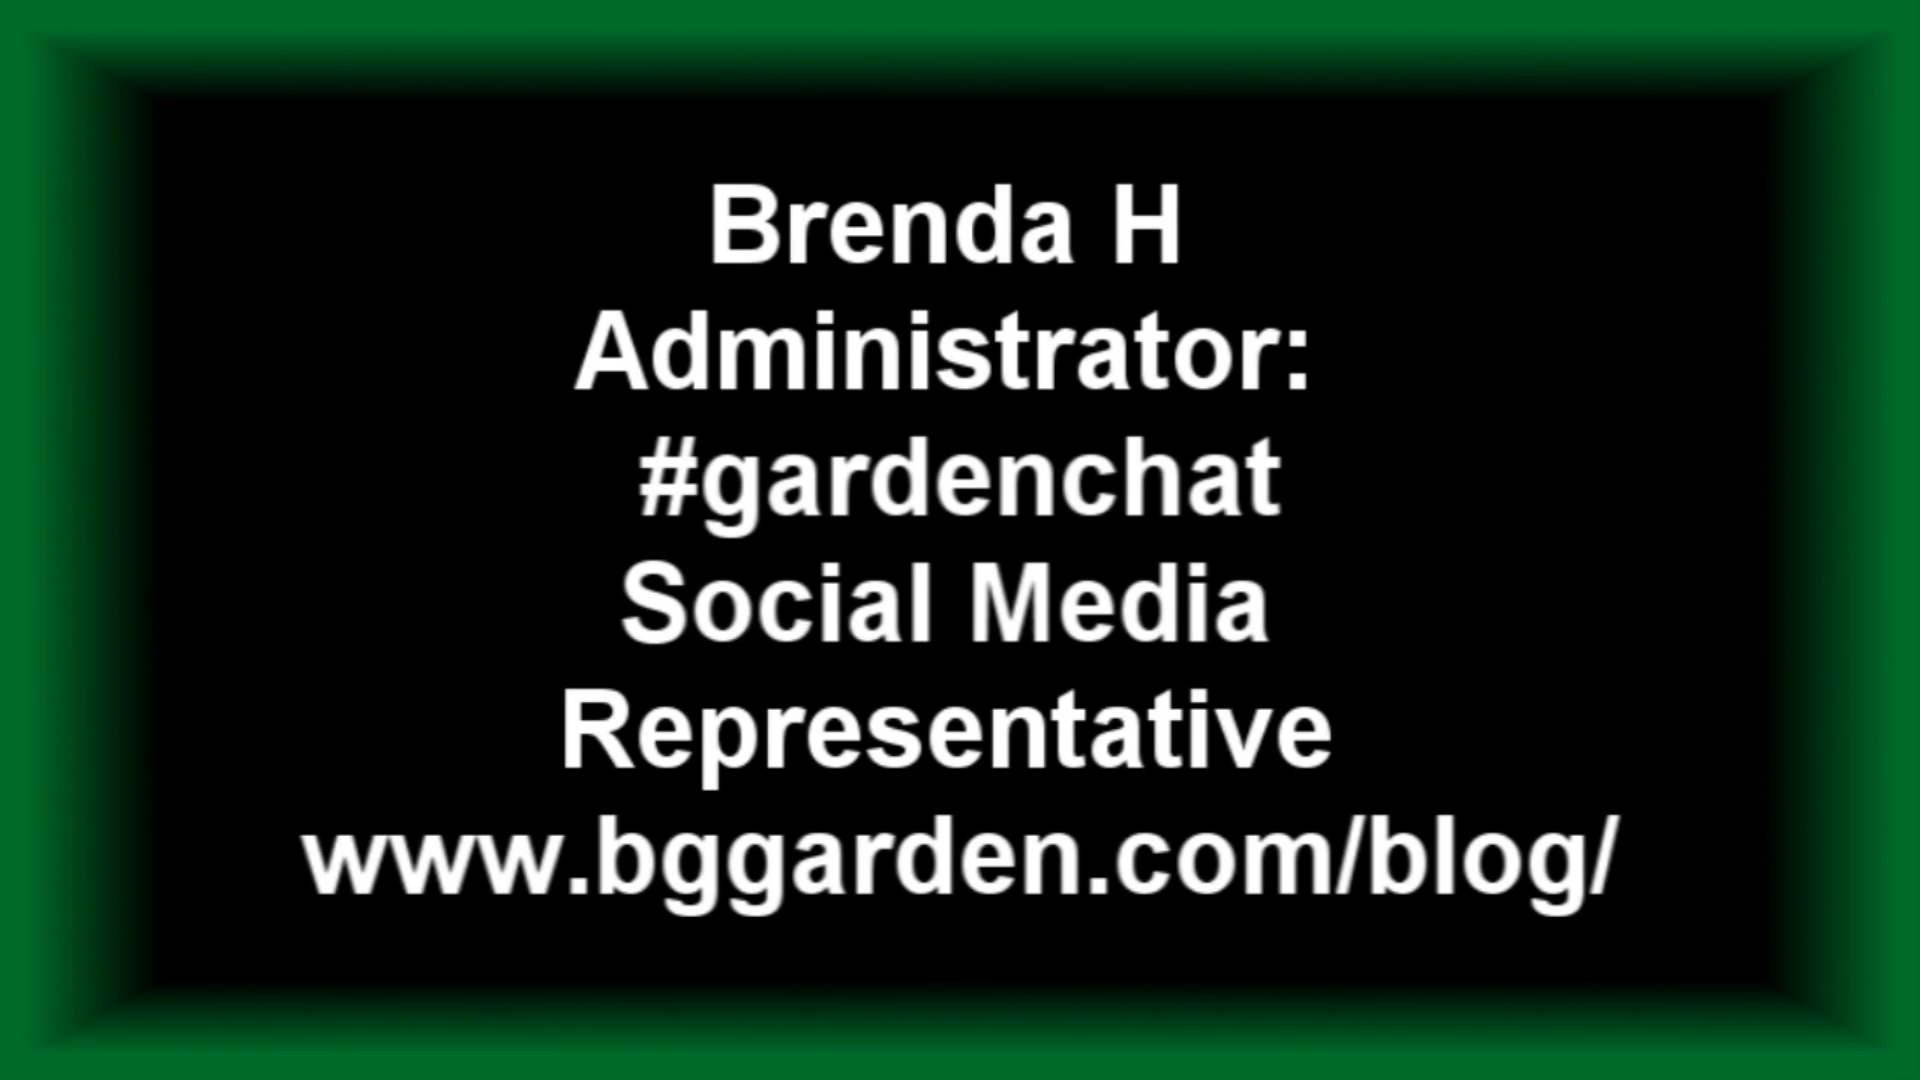 Brenda H
Administrator:
#gardenchat
Social Media
Representative
www.bggarden.com/blog/